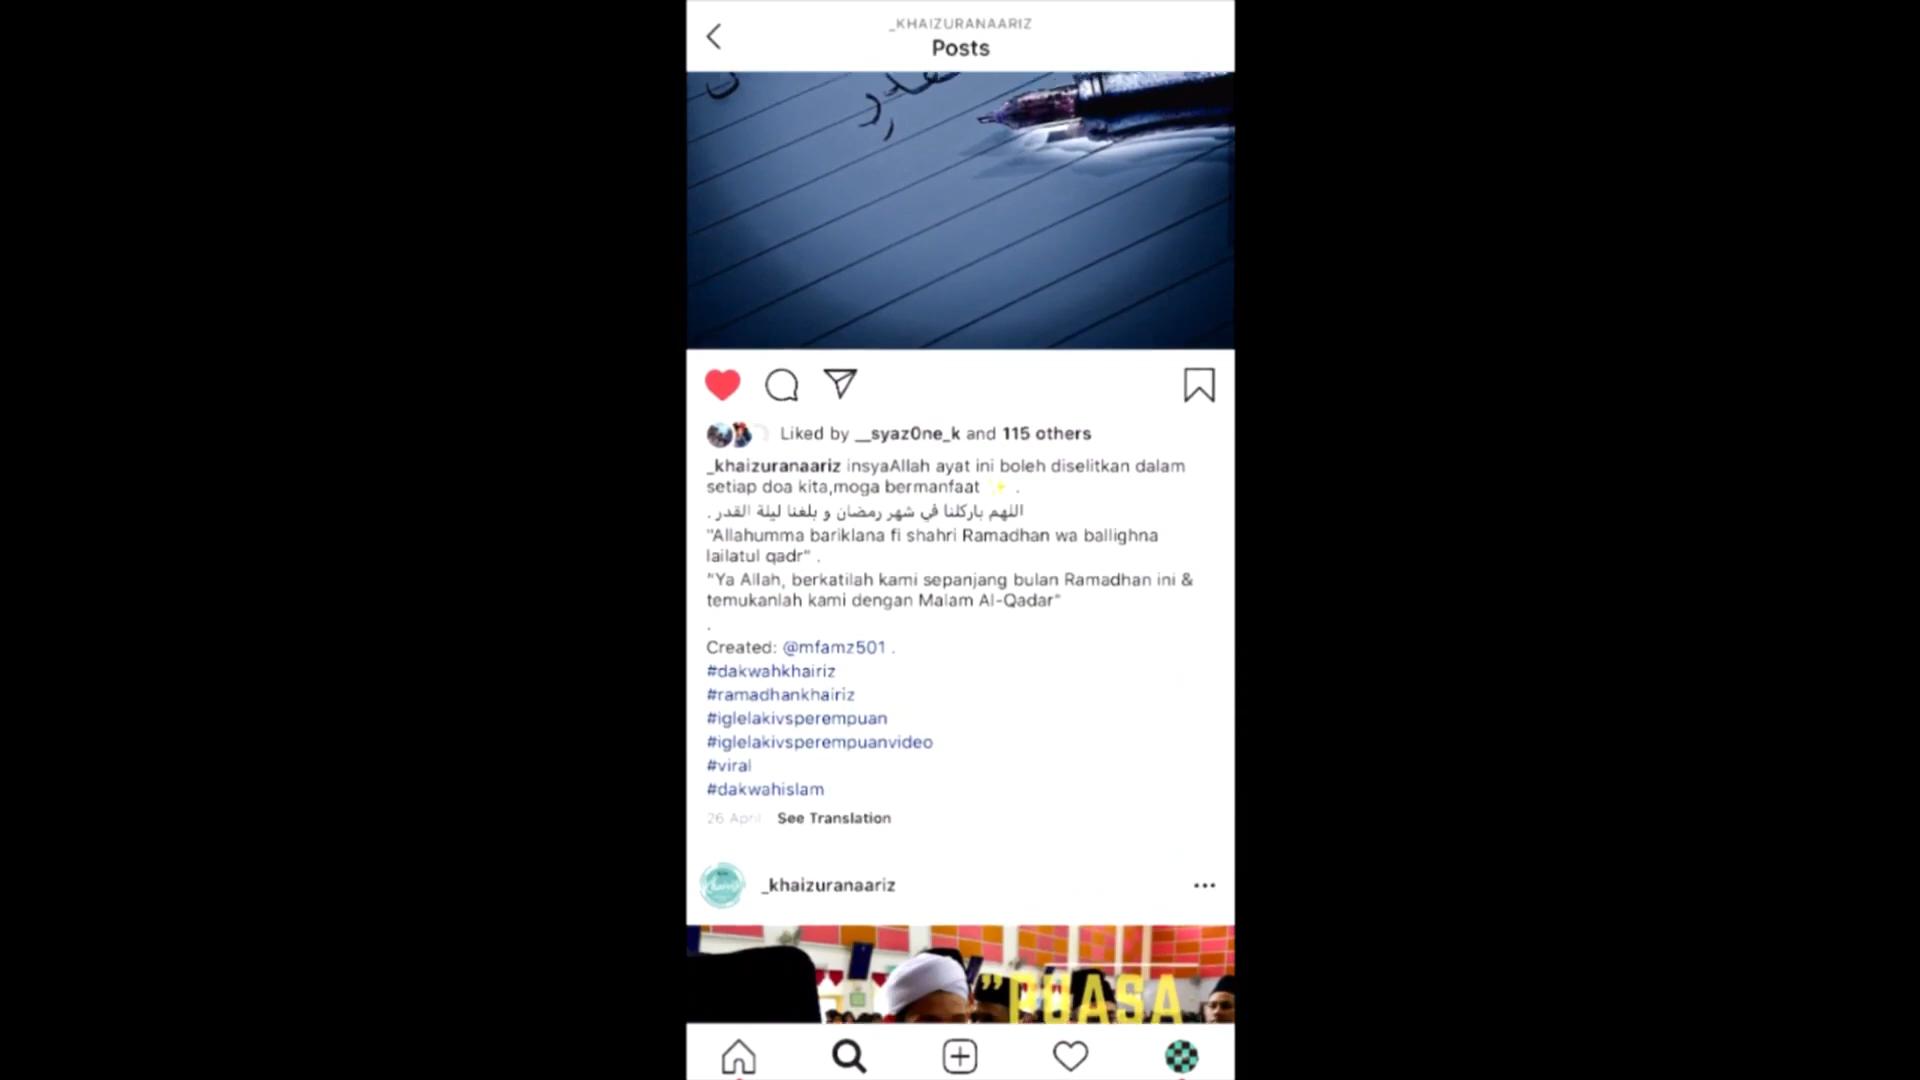 _KHAIZURANAARIZ
Posts
Liked by __syaz0ne_k and 115 others
_khaizuranaariz insyaAllah ayat ini boleh diselitkan dalam
setiap doa kita,moga bermanfaat ✨ .
اللهم باركلنا في شهر رمضان و بلغنا ليلة القدر .
"Allahumma bariklana fi shahri Ramadhan wa ballighna
lailatul qadr" .
"Ya Allah, berkatilah kami sepanjang bulan Ramadhan ini &
temukanlah kami dengan Malam Al-Qadar"
.
Created: @mfamz501 .
#dakwahkhairiz
#ramadhankhairiz
#iglelakivsperempuan
#iglelakivsperempuanvideo
#viral
#dakwahislam
26 April See Translation
_khaizuranaariz
"PUASA